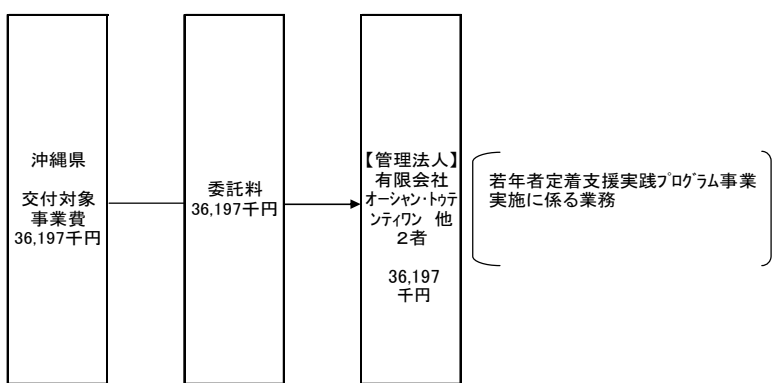 沖縄県
交付対象
事業費
36,197千円
委託料
36,197千円
【管理法人】
有限会社
オーシャン・トゥテ
ンティワン 他
2者
36,197
千円
若年者定着支援実践プログラム事業
実施に係る業務